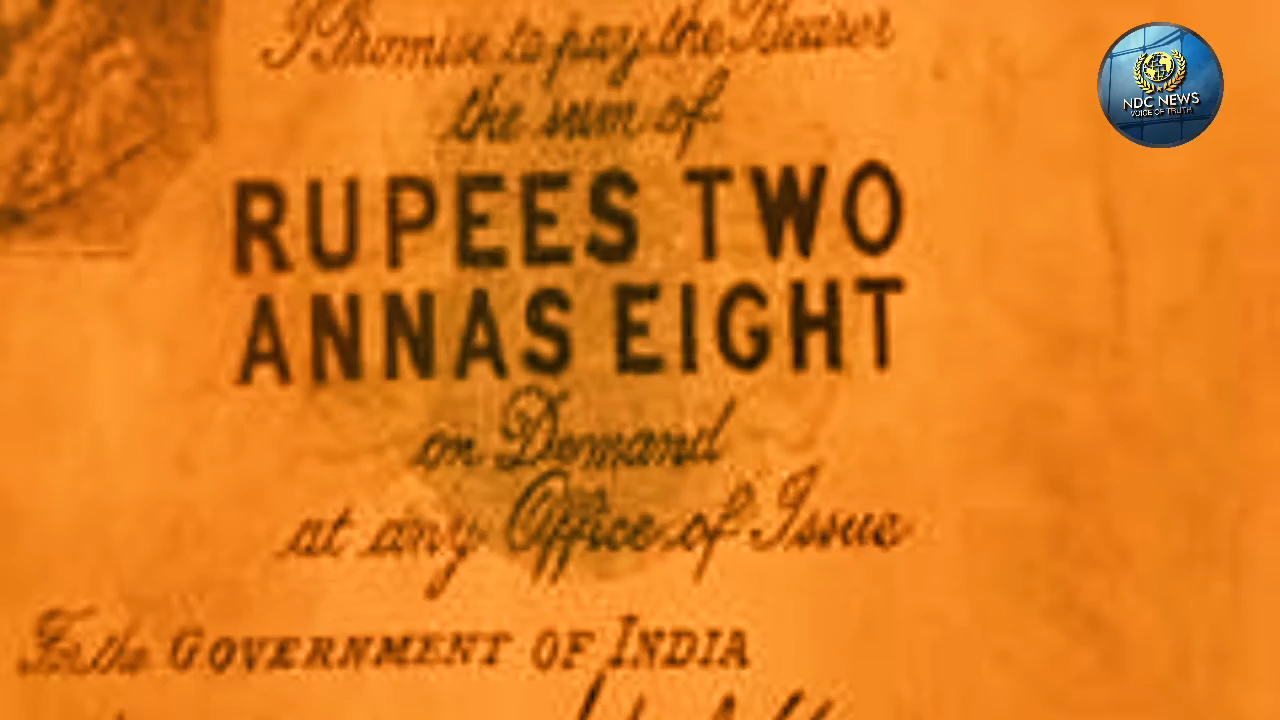 I Promise to pay the Bearer
the sum of
RUPEES TWO
ANNAS EIGHT
on Demand
at any Office of Issue
For the GOVERNMENT OF INDIA
NDC NEWS
VOICE OF TRUTH